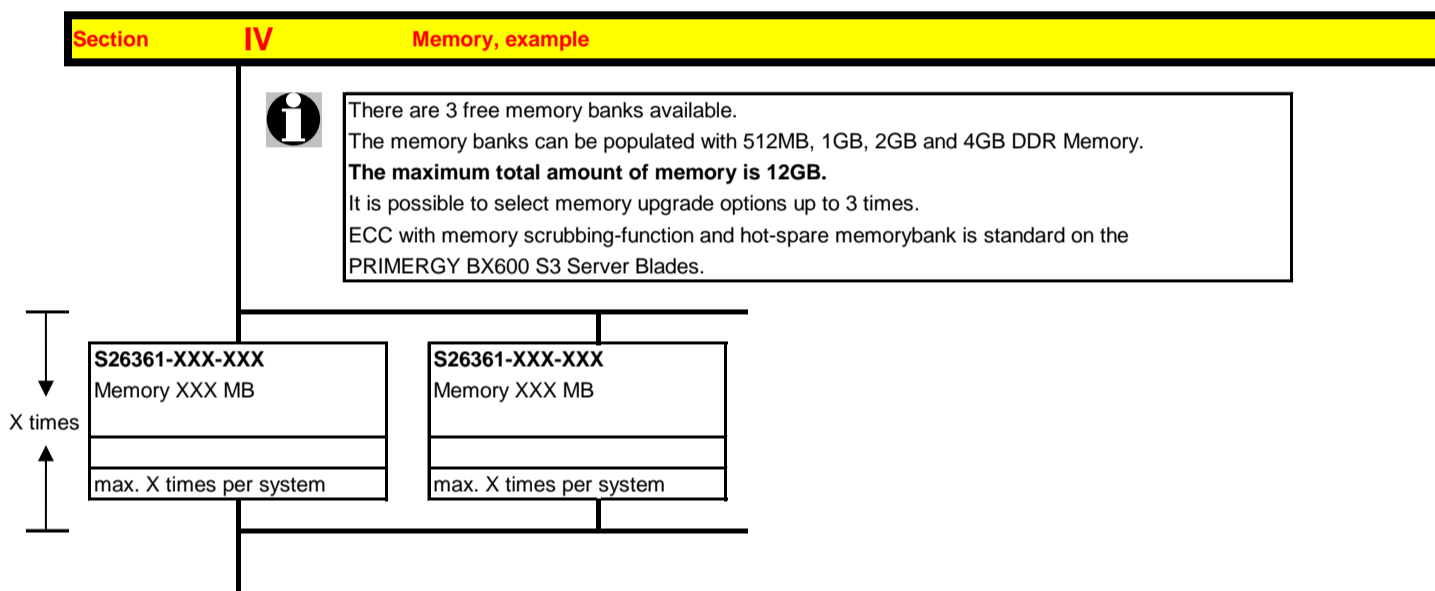 Section IV Memory, example
There are 3 free memory banks available.
The memory banks can be populated with 512MB, 1GB, 2GB and 4GB DDR Memory.
The maximum total amount of memory is 12GB.
It is possible to select memory upgrade options up to 3 times.
ECC with memory scrubbing-function and hot-spare memorybank is standard on the
PRIMERGY BX600 S3 Server Blades.
X times
S26361-XXX-XXX
Memory XXX MB
max. X times per system
S26361-XXX-XXX
Memory XXX MB
max. X times per system